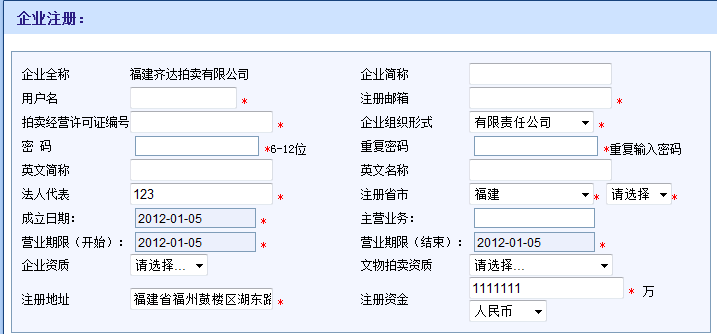 企业注册：
企业全称 福建齐达拍卖有限公司 企业简称
用户名 * 注册邮箱 *
拍卖经营许可证编号 * 企业组织形式 有限责任公司 *
密 码 *6-12位 重复密码 *重复输入密码
英文简称 英文名称
法人代表 123 * 注册省市 福建 * 请选择 *
成立日期： 2012-01-05 * 主营业务：
营业期限（开始）： 2012-01-05 * 营业期限（结束）： 2012-01-05 *
企业资质 请选择... 文物拍卖资质 请选择...
注册地址 福建省福州鼓楼区湖东路 * 注册资金 1111111 * 万
人民币